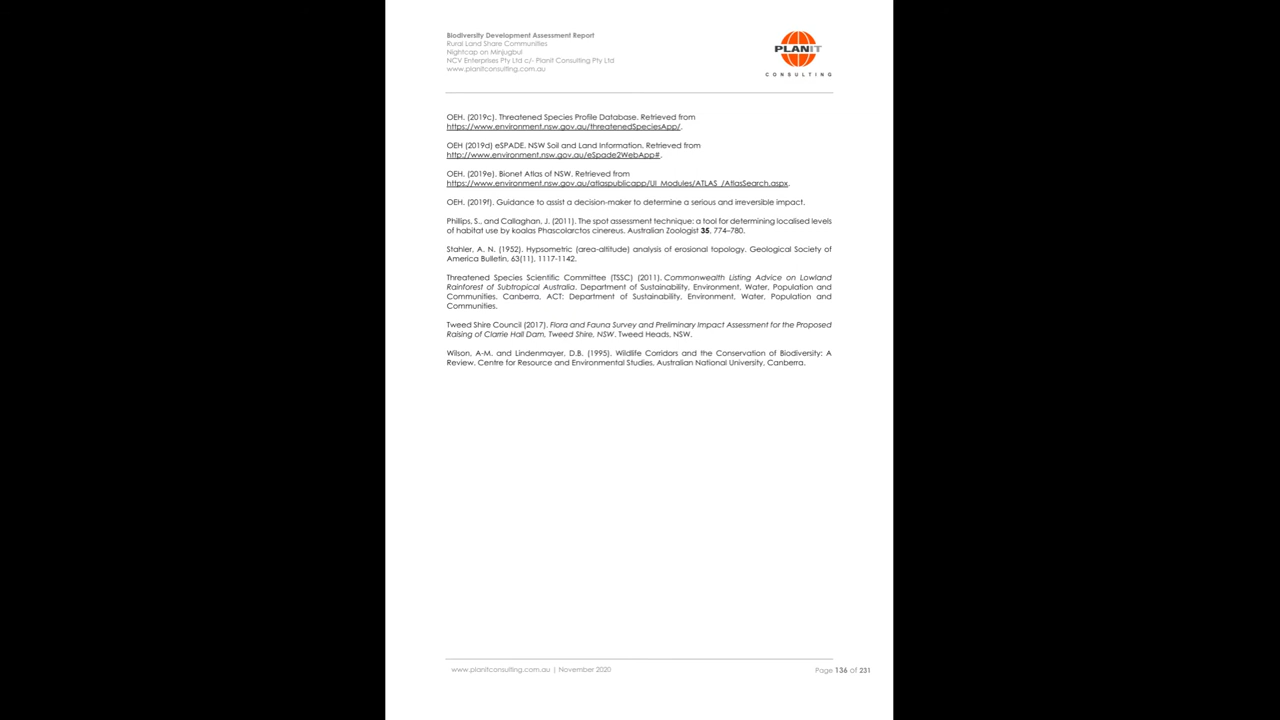 Biodiversity Development Assessment Report
Rural Land Share Communities
Nightcap on Minjugbul
NCV Enterprises Pty Ltd c/- Planit Consulting Pty Ltd
www.planitconsulting.com.au
PLANIT
CONSULTING
OEH. (2019c). Threatened Species Profile Database. Retrieved from
https://www.environment.nsw.gov.au/threatenedSpeciesApp/.
OEH (2019d) eSPADE. NSW Soil and Land Information. Retrieved from
http://www.environment.nsw.gov.au/eSpade2WebApp#.
OEH. (2019e). Bionet Atlas of NSW. Retrieved from
https://www.environment.nsw.gov.au/atlaspublicapp/UI_Modules/ATLAS_/AtlasSearch.aspx.
OEH. (2019f). Guidance to assist a decision-maker to determine a serious and irreversible impact.
Phillips, S., and Callaghan, J. (2011). The spot assessment technique: a tool for determining localised levels
of habitat use by koalas Phascolarctos cinereus. Australian Zoologist 35, 774–780.
Stahler, A. N. (1952). Hypsometric (area-altitude) analysis of erosional topology. Geological Society of
America Bulletin, 63(11), 1117-1142.
Threatened Species Scientific Committee (TSSC) (2011). Commonwealth Listing Advice on Lowland
Rainforest of Subtropical Australia. Department of Sustainability, Environment, Water, Population and
Communities. Canberra, ACT: Department of Sustainability, Environment, Water, Population and
Communities.
Tweed Shire Council (2017). Flora and Fauna Survey and Preliminary Impact Assessment for the Proposed
Raising of Clarrie Hall Dam, Tweed Shire, NSW. Tweed Heads, NSW.
Wilson, A-M. and Lindenmayer, D.B. (1995). Wildlife Corridors and the Conservation of Biodiversity: A
Review. Centre for Resource and Environmental Studies, Australian National University, Canberra.
www.planitconsulting.com.au | November 2020
Page 136 of 231